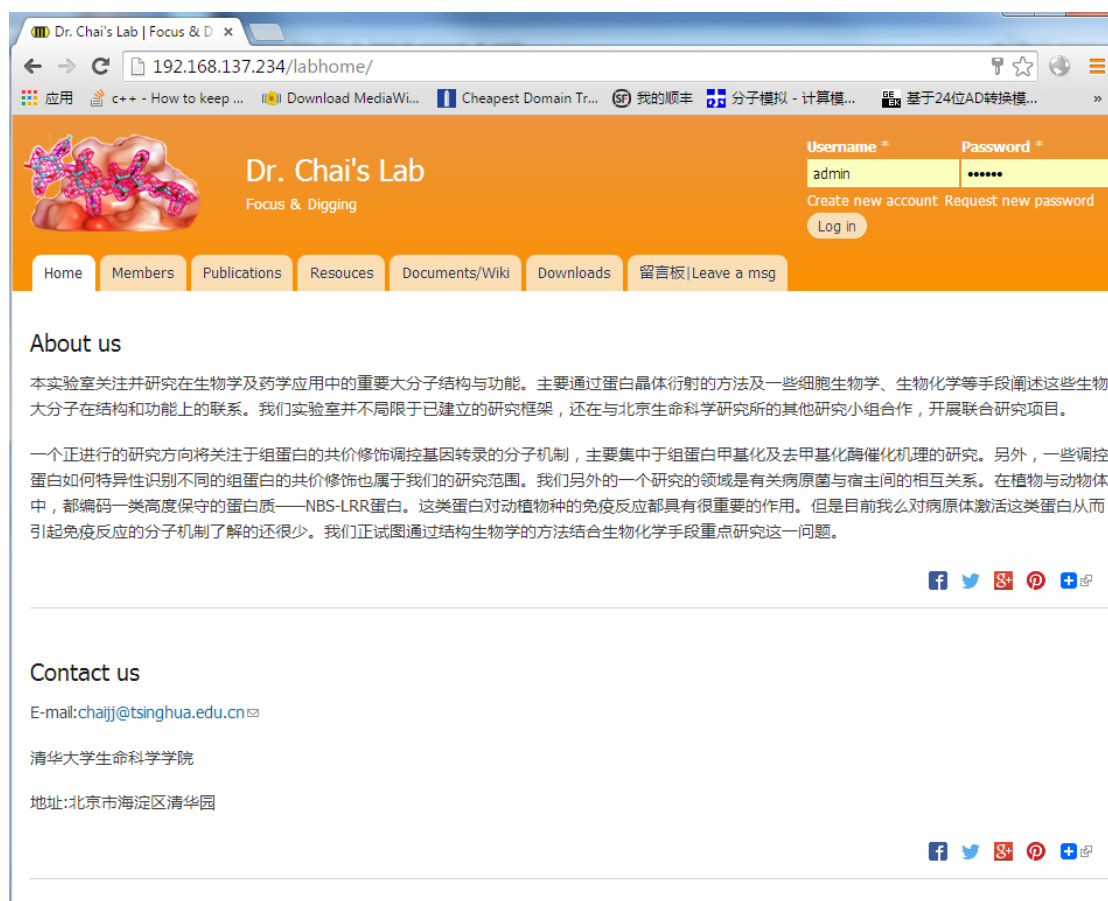 Dr. Chai's Lab | Focus & D
192.168.137.234/labhome/
应用 c++ - How to keep ... Download MediaWi... Cheapest Domain Tr... SF 我的顺丰 分子模拟 - 计算模... GEEK 基于24位AD转换模... »
Username * Password *
Dr. Chai's Lab
admin ••••••
Focus & Digging
Create new account Request new password
Log in
Home Members Publications Resouces Documents/Wiki Downloads 留言板|Leave a msg
About us
本实验室关注并研究在生物学及药学应用中的重要大分子结构与功能。主要通过蛋白晶体衍射的方法及一些细胞生物学、生物化学等手段阐述这些生物
大分子在结构和功能上的联系。我们实验室并不局限于已建立的研究框架，还在与北京生命科学研究所的其他研究小组合作，开展联合研究项目。
一个正进行的研究方向将关注于组蛋白的共价修饰调控基因转录的分子机制，主要集中于组蛋白甲基化及去甲基化酶催化机理的研究。另外，一些调控
蛋白如何特异性识别不同的组蛋白的共价修饰也属于我们的研究范围。我们另外的一个研究的领域是有关病原菌与宿主间的相互关系。在植物与动物体
中，都编码一类高度保守的蛋白质——NBS-LRR蛋白。这类蛋白对动植物种的免疫反应都具有很重要的作用。但是目前我么对病原体激活这类蛋白从而
引起免疫反应的分子机制了解的还很少。我们正试图通过结构生物学的方法结合生物化学手段重点研究这一问题。
Contact us
E-mail:chaijj@tsinghua.edu.cn
清华大学生命科学学院
地址:北京市海淀区清华园